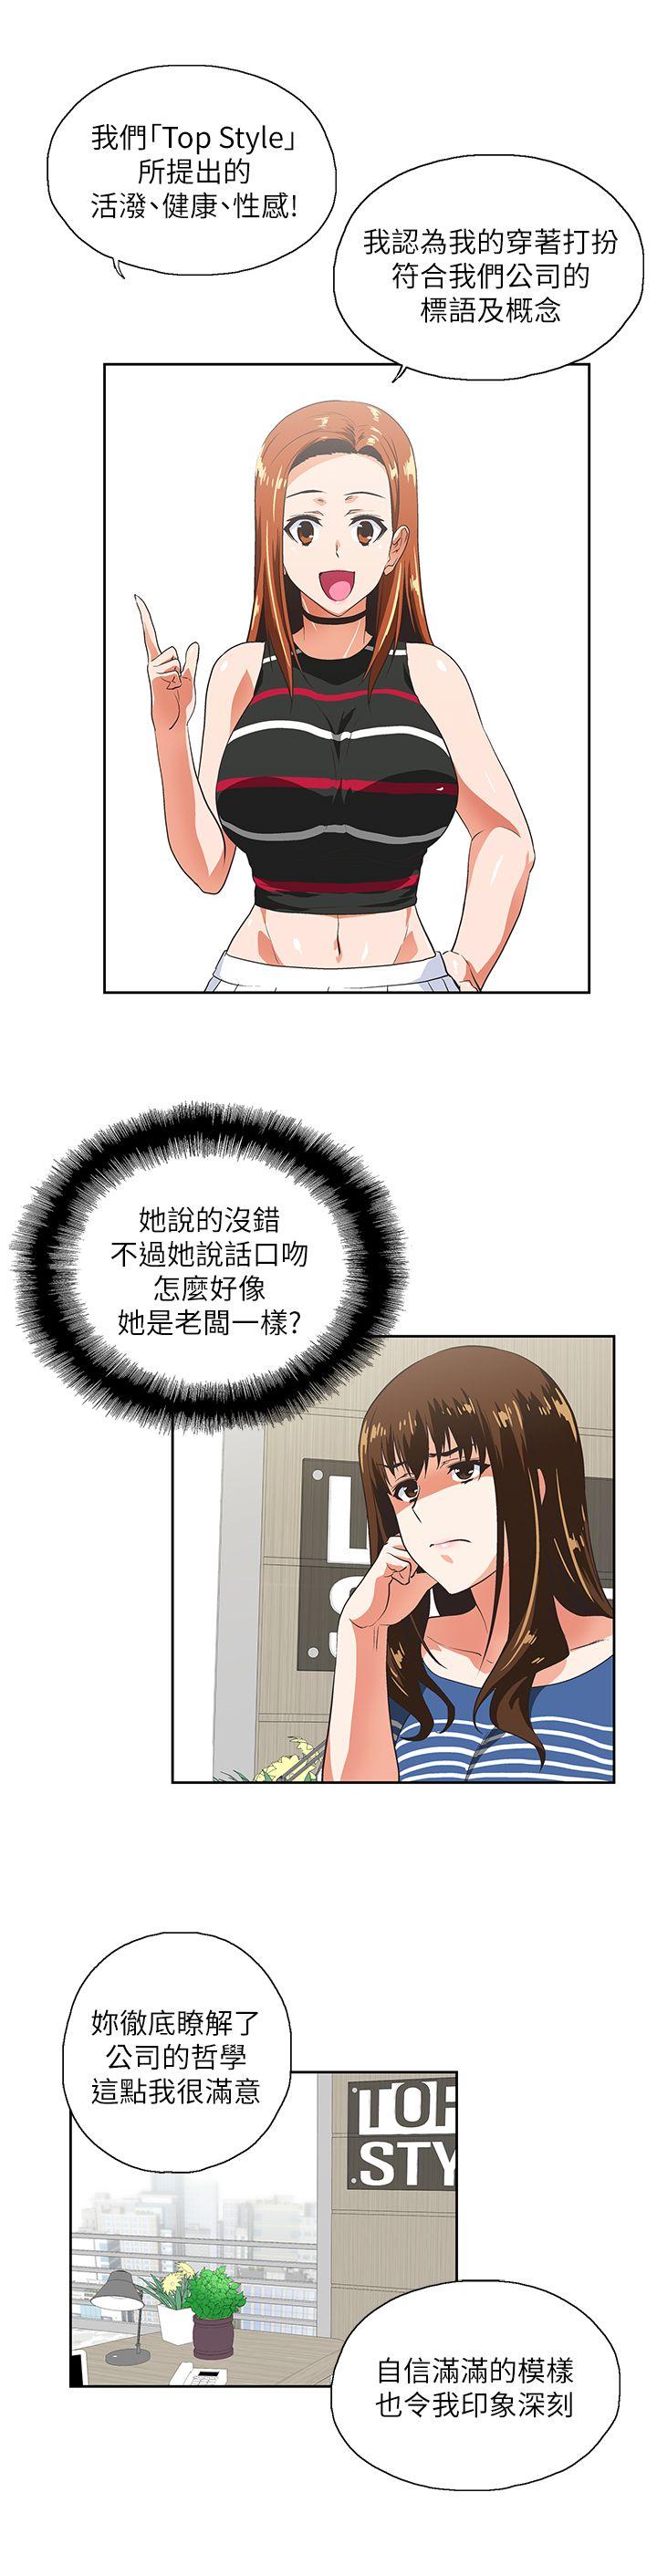 我們「Top Style」
所提出的
活潑、健康、性感!
我認為我的穿著打扮
符合我們公司的
標語及概念
她說的沒錯
不過她說話口吻
怎麼好像
她是老闆一樣?
L
S
妳徹底瞭解了
公司的哲學
這點我很滿意
TOP
STY
自信滿滿的模樣
也令我印象深刻